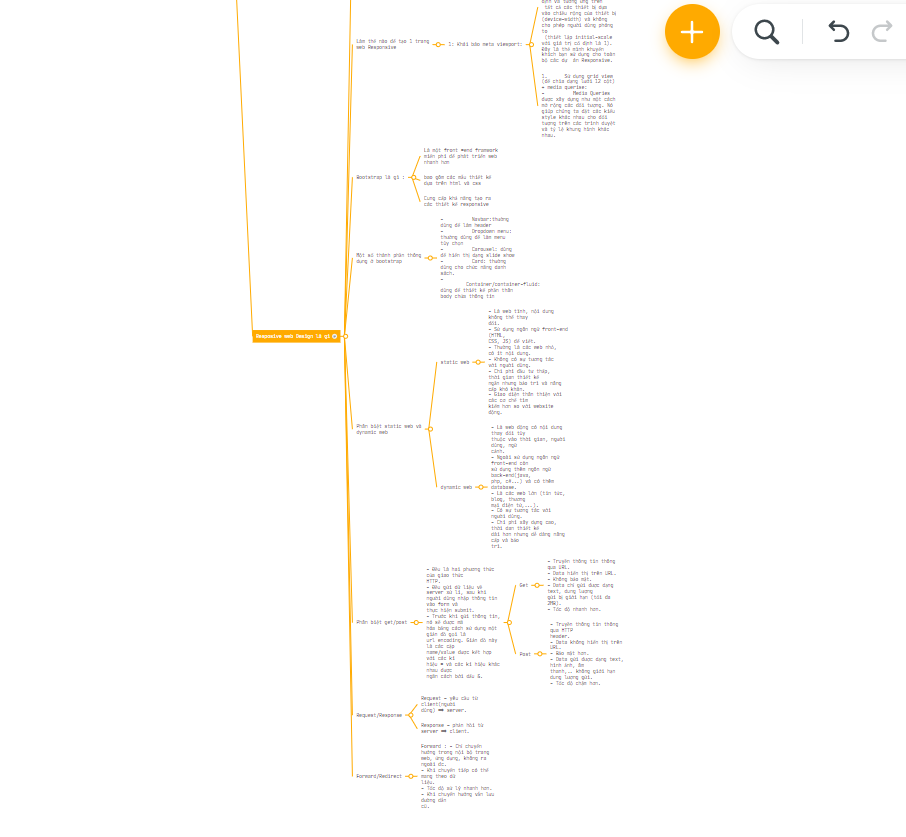 tất cả các thiết bị dựa
vào chiều rộng của thiết bị
(device-width) và không
cho phép người dùng phóng
to
(thiết lập initial-scale
với giá trị cố định là 1).
Đây là thẻ mình khuyến
khích bạn sử dụng cho toàn
bộ các dự án Responsive.
Làm thế nào để tạo 1 trang
web Responsive
1: Khái báo meta viewport:
1. Sử dụng grid view
(để chia dạng lưới 12 cột)
+ media queries:
- Media Queries
được xây dựng như một cách
mở rộng các đối tượng. Nó
giúp chúng ta đặt các kiểu
style khác nhau cho đối
tượng trên các trình duyệt
và tỷ lệ khung hình khác
nhau.
Bootstrap là gì :
Là một front -end framwork
miễn phí để phát triển web
nhanh hơn
bao gồm các mẫu thiết kế
dựa trên html và css
Cung cấp khả năng tạo ra
các thiết kế responsive
Một số thành phần thông
dụng ở bootstrap
- Navbar:thường
dùng để làm header
- Dropdown menu:
thường dùng để làm menu
tùy chọn
- Carousel: dùng
để hiển thị dạng slide show
- Card: thường
dùng cho chức năng danh
sách.
-
Container/container-fluid:
dùng để thiết kế phần thân
body chứa thông tin
Responsive web Design là gì
Phân biệt static web và
dynamic web
static web
- Là web tĩnh, nội dung
không thể thay
đổi.
- Sử dụng ngôn ngữ front-end
(HTML,
CSS, JS) để viết.
- Thường là các web nhỏ,
có ít nội dung.
- Không có sự tương tác
với người dùng.
- Chi phí đầu tư thấp,
thời gian thiết kế
ngắn nhưng bảo trì và nâng
cấp khó khăn.
- Giao diện thân thiện với
các cơ chế tìm
kiếm hơn so với website
động.
dynamic web
- Là web động có nội dung
thay đổi tùy
thuộc vào thời gian, người
dùng, ngữ
cảnh.
- Ngoài sử dụng ngôn ngữ
front-end còn
sử dụng thêm ngôn ngữ
back-end(java,
php, c#...) và có thêm
database.
- Là các web lớn (tin tức,
blog, thương
mại điện tử,...).
- Có sự tương tác với
người dùng.
- Chi phí xây dựng cao,
thời gian thiết kế
dài hơn nhưng dễ dàng nâng
cấp và bảo
trì.
Phân biệt get/post
- Đều là hai phương thức
của giao thức
HTTP.
- Đều gửi dữ liệu về
server xử lí, sau khi
người dùng nhập thông tin
vào form và
thực hiện submit.
- Trước khi gửi thông tin,
nó sẽ được mã
hóa bằng cách sử dụng một
giản đồ gọi là
url encoding. Giản đồ này
là các cặp
name/value được kết hợp
với các kí
hiệu = và các kí hiệu khác
nhau được
ngăn cách bởi dấu &.
Get
- Truyền thông tin thông
qua URL.
- Data hiển thị trên URL.
- Không bảo mật.
- Data chỉ gửi được dạng
text, dung lượng
gửi bị giới hạn (tối đa
2MB).
- Tốc độ nhanh hơn.
Post
- Truyền thông tin thông
qua HTTP
header.
- Data không hiển thị trên
URL.
- Bảo mật hơn.
- Data gửi được dạng text,
hình ảnh, âm
thanh,.. không giới hạn
dung lượng gửi.
- Tốc độ chậm hơn.
Request/Response
Request – yêu cầu từ
client(người
dùng) ⟹ server.
Response – phản hồi từ
server ⟹ client.
Forward/Redirect
Forward : - Chỉ chuyển
hướng trong nội bộ trang
web, ứng dụng, không ra
ngoài đc.
- Khi chuyển tiếp có thể
mang theo dữ
liệu.
- Tốc độ xử lý nhanh hơn.
- Khi chuyển hướng vẫn lưu
đường dẫn
cũ.